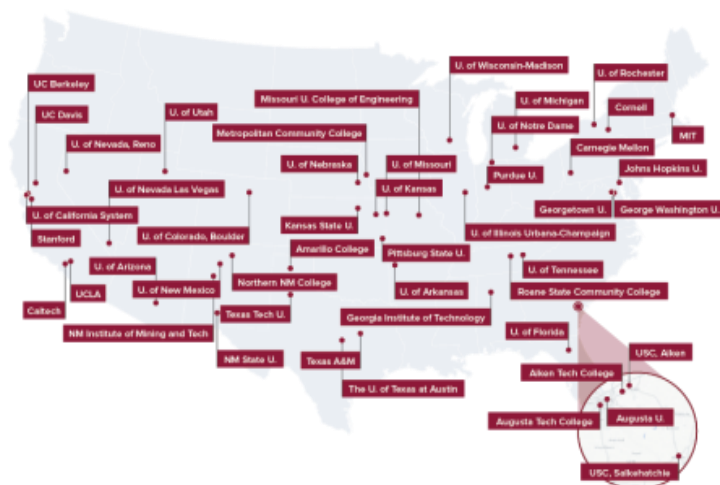 U. of Wisconsin-Madison
UC Berkeley
U. of Rochester
Missouri U. College of Engineering
U. of Michigan
Cornell
UC Davis
U. of Utah
U. of Notre Dame
Metropolitan Community College
MIT
U. of Nevada, Reno
Carnegie Mellon
U. of Nebraska
U. of Missouri
Johns Hopkins U.
Purdue U.
U. of Nevada Las Vegas
U. of Kansas
Georgetown U.
George Washington U.
U. of California System
Kansas State U.
U. of Illinois Urbana-Champaign
Stanford
U. of Colorado, Boulder
Amarillo College
Pittsburg State U.
U. of Arizona
U. of Tennessee
Northern NM College
U. of New Mexico
U. of Arkansas
Roane State Community College
UCLA
Caltech
Texas Tech U.
Georgia Institute of Technology
NM Institute of Mining and Tech
U. of Florida
USC, Aiken
NM State U.
Texas A&M
Aiken Tech College
The U. of Texas at Austin
Augusta Tech College
Augusta U.
USC, Salkehatchie